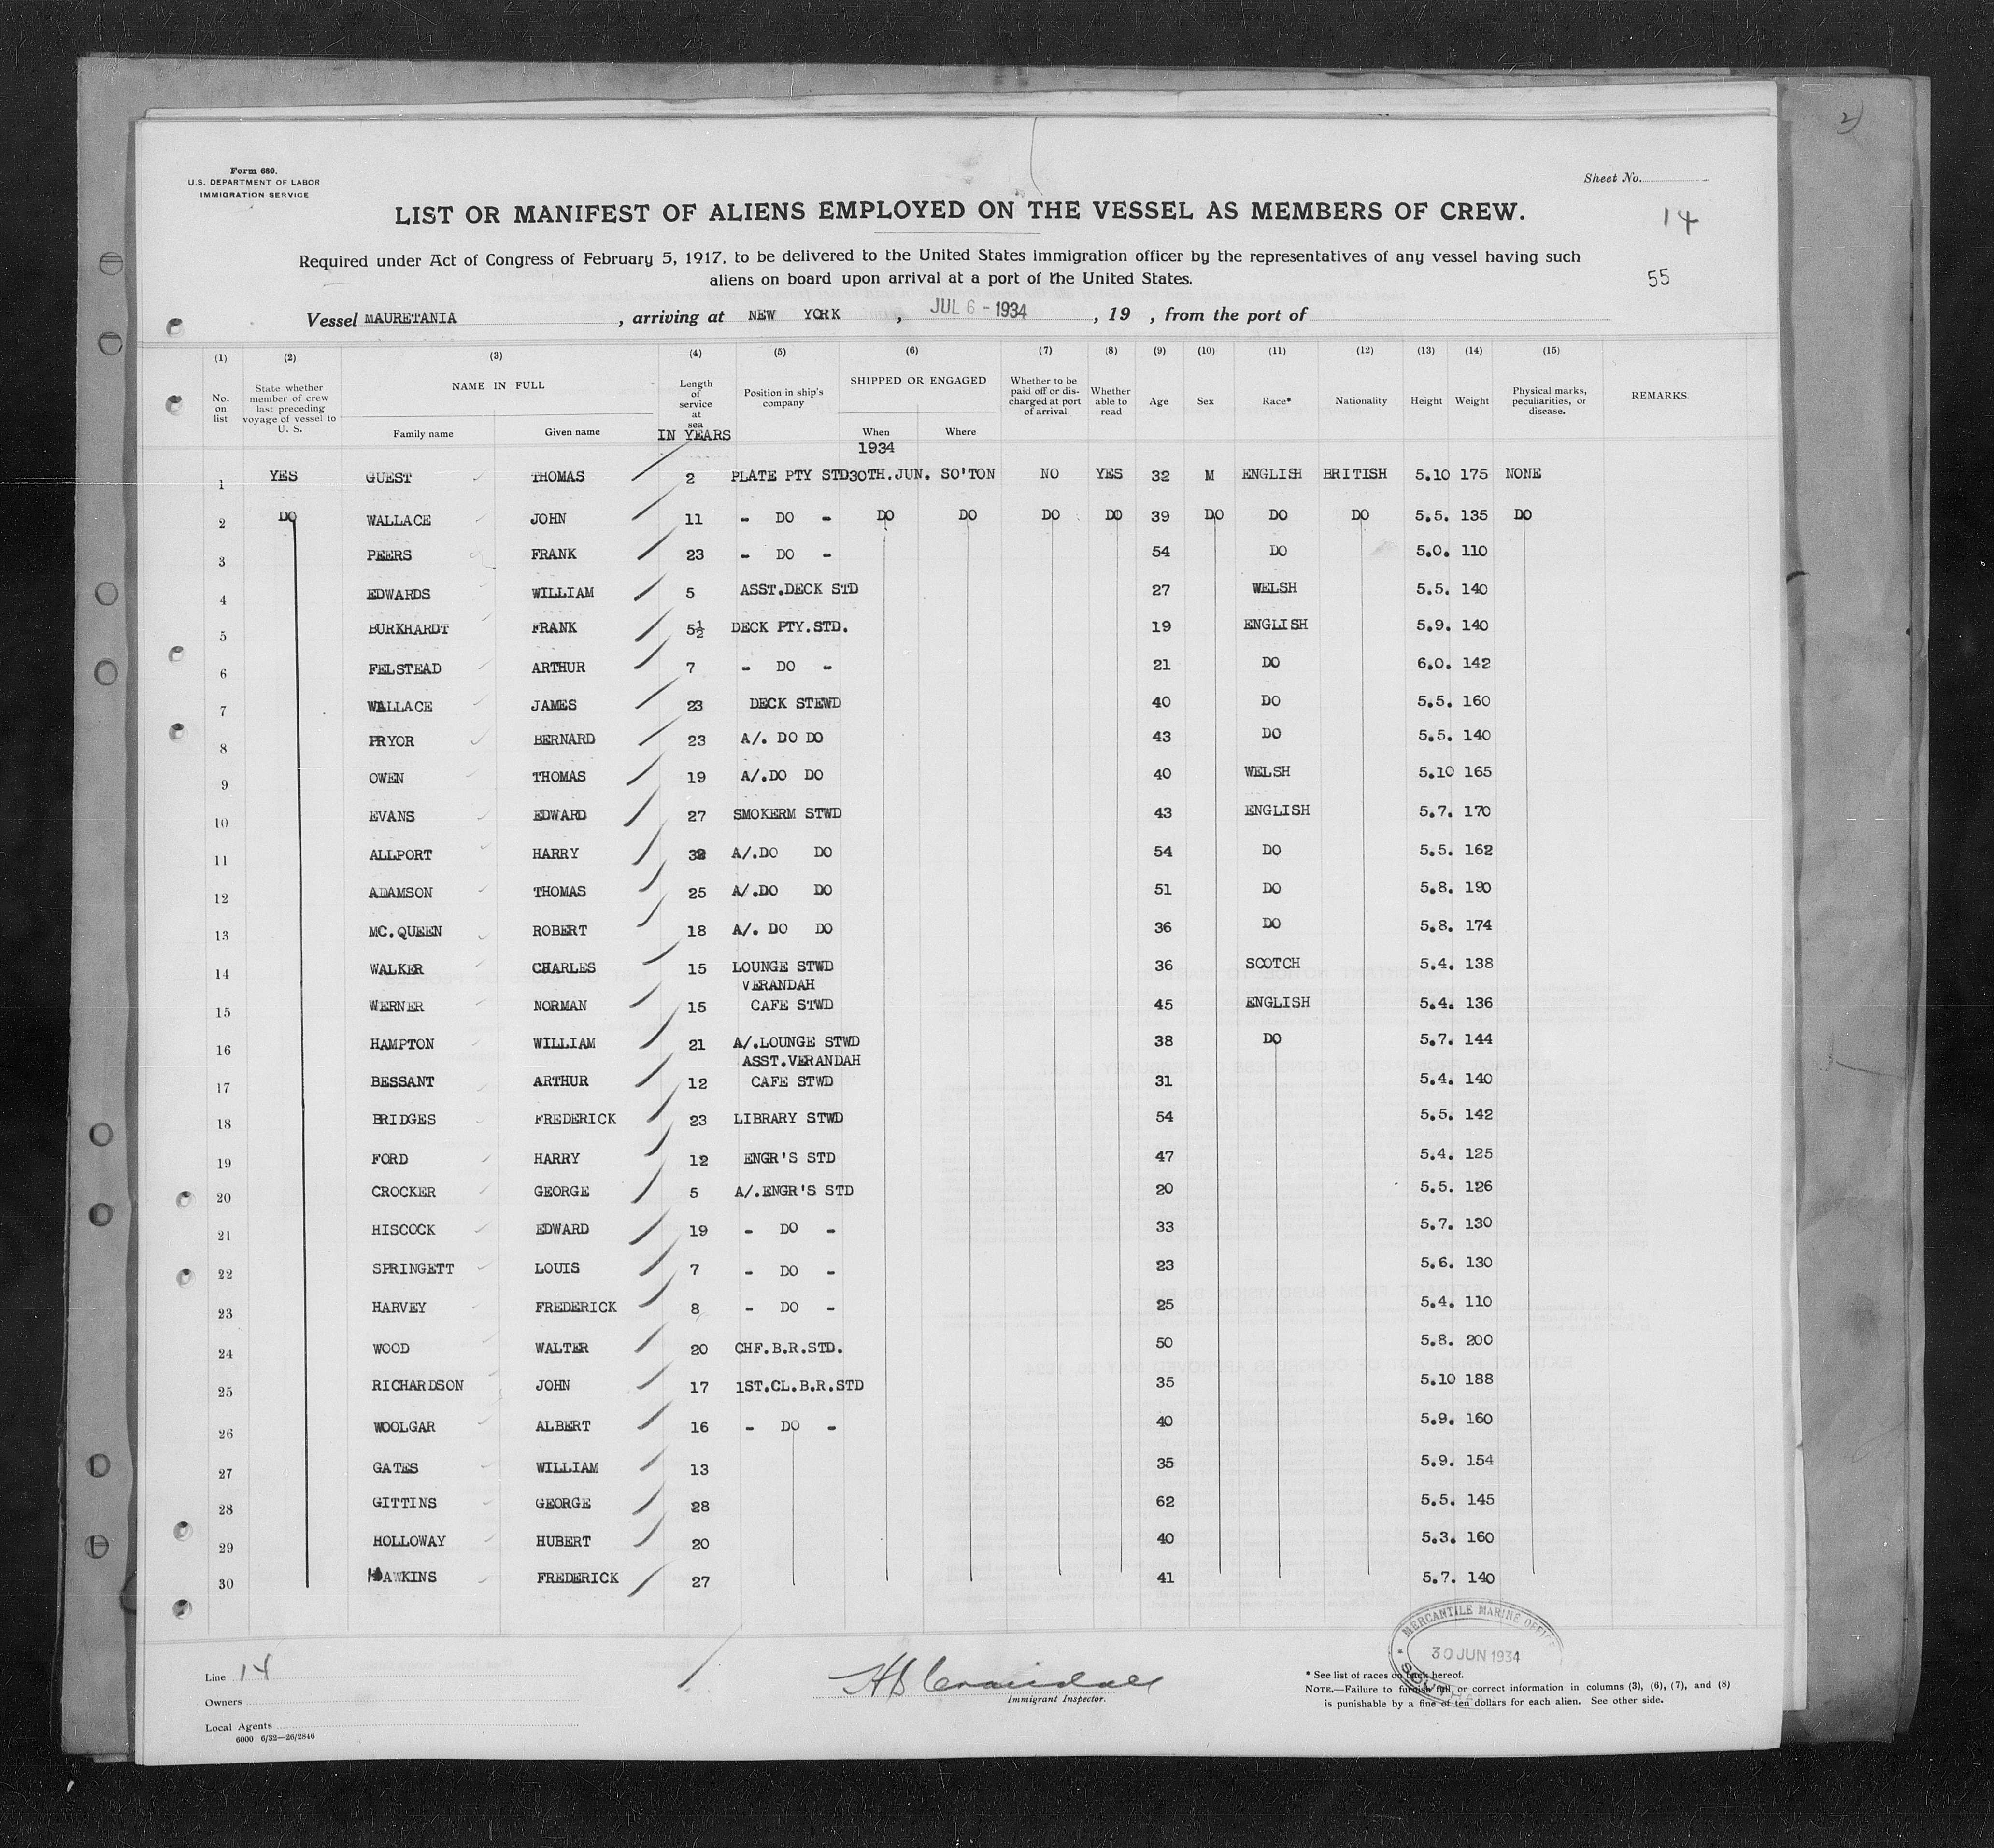 Form 680.
U.S. DEPARTMENT OF LABOR
IMMIGRATION SERVICE
Sheet No.
LIST OR MANIFEST OF ALIENS EMPLOYED ON THE VESSEL AS MEMBERS OF CREW.
14
Required under Act of Congress of February 5, 1917, to be delivered to the United States immigration officer by the representatives of any vessel having such
aliens on board upon arrival at a port of the United States.
55
Vessel MAURETANIA , arriving at NEW YORK , JUL 6 - 1934 , 19 , from the port of
(1) (2) (3) (4) (5) (6) (7) (8) (9) (10) (11) (12) (13) (14) (15)
No. on list State whether member of crew last preceding voyage of vessel to U. S. NAME IN FULL Family name Given name Length of service at sea IN YEARS Position in ship's company SHIPPED OR ENGAGED When Where Whether to be paid off or discharged at port of arrival Whether able to read Age Sex Race* Nationality Height Weight Physical marks, peculiarities, or disease. REMARKS.
1934
1 YES GUEST THOMAS 2 PLATE PTY STD 30TH.JUN. SO'TON NO YES 32 M ENGLISH BRITISH 5.10 175 NONE
2 DO WALLACE JOHN 11 - DO - DO DO DO DO 39 DO DO DO 5.5. 135 DO
3 PEERS FRANK 23 - DO - 54 DO 5.0. 110
4 EDWARDS WILLIAM 5 ASST.DECK STD 27 WELSH 5.5. 140
5 BURKHARDT FRANK 5½ DECK PTY.STD. 19 ENGLISH 5.9. 140
6 FELSTEAD ARTHUR 7 - DO - 21 DO 6.0. 142
7 WALLACE JAMES 23 DECK STEWD 40 DO 5.5. 160
8 PRYOR BERNARD 23 A/. DO DO 43 DO 5.5. 140
9 OWEN THOMAS 19 A/.DO DO 40 WELSH 5.10 165
10 EVANS EDWARD 27 SMOKERM STWD 43 ENGLISH 5.7. 170
11 ALLPORT HARRY A/.DO DO 54 DO 5.5. 162
12 ADAMSON THOMAS 25 A/.DO DO 51 DO 5.8. 190
13 MC.QUEEN ROBERT 18 A/. DO DO 36 DO 5.8. 174
14 WALKER CHARLES 15 LOUNGE STWD 36 SCOTCH 5.4. 138
VERANDAH
15 WERNER NORMAN 15 CAFE STWD 45 ENGLISH 5.4. 136
16 HAMPTON WILLIAM 21 A/.LOUNGE STWD 38 DO 5.7. 144
ASST.VERANDAH
17 BESSANT ARTHUR 12 CAFE STWD 31 5.4. 140
18 BRIDGES FREDERICK 23 LIBRARY STWD 54 5.5. 142
19 FORD HARRY 12 ENGR'S STD 47 5.4. 125
20 CROCKER GEORGE 5 A/.ENGR'S STD 20 5.5. 126
21 HISCOCK EDWARD 19 - DO - 33 5.7. 130
22 SPRINGETT LOUIS 7 - DO - 23 5.6. 130
23 HARVEY FREDERICK 8 - DO - 25 5.4. 110
24 WOOD WALTER 20 CHF.B.R.STD. 50 5.8. 200
25 RICHARDSON JOHN 17 1ST.CL.B.R.STD 35 5.10 188
26 WOOLGAR ALBERT 16 - DO - 40 5.9. 160
27 GATES WILLIAM 13 35 5.9. 154
28 GITTINS GEORGE 28 62 5.5. 145
29 HOLLOWAY HUBERT 20 40 5.3. 160
30 HAWKINS FREDERICK 27 41 5.7. 140
MERCANTILE MARINE OFFICE
30 JUN 1934
Line 14
Owners
Local Agents
6000 6/32—26/2846
Immigrant Inspector.
* See list of races on back hereof.
NOTE.—Failure to furnish full or correct information in columns (3), (6), (7), and (8)
is punishable by a fine of ten dollars for each alien. See other side.